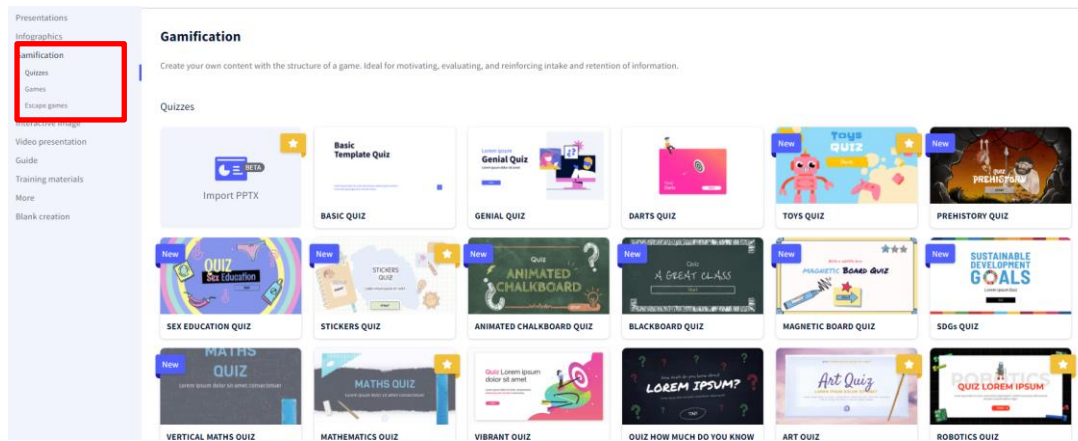 Presentations
Infographics
Gamification
Quizzes
Games
Escape games
Interactive image
Video presentation
Guide
Training materials
More
Blank creation
Gamification
Create your own content with the structure of a game. Ideal for motivating, evaluating, and reinforcing intake and retention of information.
Quizzes
BETA
Import PPTX
Basic
Template Quiz
BASIC QUIZ
Genial Quiz
GENIAL QUIZ
DARTS QUIZ
New
Toys
QUIZ
TOYS QUIZ
New
QUIZ
PREHISTORY
PREHISTORY QUIZ
New
QUIZ
Sex Education
SEX EDUCATION QUIZ
New
STICKERS
QUIZ
STICKERS QUIZ
New
Quiz
ANIMATED
CHALKBOARD
ANIMATED CHALKBOARD QUIZ
New
Quiz
A GREAT CLASS
Start
BLACKBOARD QUIZ
New
MAGNETIC BOARD QUIZ
MAGNETIC BOARD QUIZ
New
SUSTAINABLE
DEVELOPMENT
GOALS
SDGs QUIZ
New
MATHS
QUIZ
VERTICAL MATHS QUIZ
MATHS QUIZ
MATHEMATICS QUIZ
Quiz Lorem ipsum
dolor sit amet
VIBRANT QUIZ
LOREM IPSUM?
QUIZ HOW MUCH DO YOU KNOW
Art Quiz
ART QUIZ
ROBOTICS
QUIZ LOREM IPSUM
ROBOTICS QUIZ